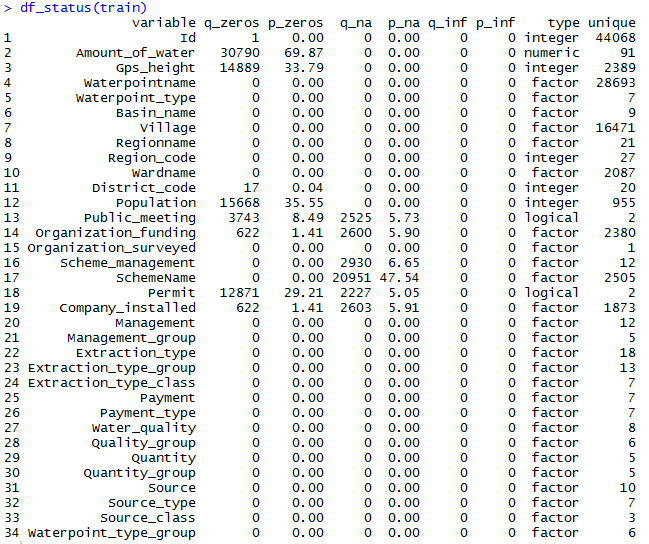 > df_status(train)
variable q_zeros p_zeros q_na p_na q_inf p_inf type unique
1 Id 1 0.00 0 0.00 0 0 integer 44068
2 Amount_of_water 30790 69.87 0 0.00 0 0 numeric 91
3 Gps_height 14889 33.79 0 0.00 0 0 integer 2389
4 Waterpointname 0 0.00 0 0.00 0 0 factor 28693
5 Waterpoint_type 0 0.00 0 0.00 0 0 factor 7
6 Basin_name 0 0.00 0 0.00 0 0 factor 9
7 Village 0 0.00 0 0.00 0 0 factor 16471
8 Regionname 0 0.00 0 0.00 0 0 factor 21
9 Region_code 0 0.00 0 0.00 0 0 integer 27
10 Wardname 0 0.00 0 0.00 0 0 factor 2087
11 District_code 17 0.04 0 0.00 0 0 integer 20
12 Population 15668 35.55 0 0.00 0 0 integer 955
13 Public_meeting 3743 8.49 2525 5.73 0 0 logical 2
14 Organization_funding 622 1.41 2600 5.90 0 0 factor 2380
15 Organization_surveyed 0 0.00 0 0.00 0 0 factor 1
16 Scheme_management 0 0.00 2930 6.65 0 0 factor 12
17 SchemeName 0 0.00 20951 47.54 0 0 factor 2505
18 Permit 12871 29.21 2227 5.05 0 0 logical 2
19 Company_installed 622 1.41 2603 5.91 0 0 factor 1873
20 Management 0 0.00 0 0.00 0 0 factor 12
21 Management_group 0 0.00 0 0.00 0 0 factor 5
22 Extraction_type 0 0.00 0 0.00 0 0 factor 18
23 Extraction_type_group 0 0.00 0 0.00 0 0 factor 13
24 Extraction_type_class 0 0.00 0 0.00 0 0 factor 7
25 Payment 0 0.00 0 0.00 0 0 factor 7
26 Payment_type 0 0.00 0 0.00 0 0 factor 7
27 Water_quality 0 0.00 0 0.00 0 0 factor 8
28 Quality_group 0 0.00 0 0.00 0 0 factor 6
29 Quantity 0 0.00 0 0.00 0 0 factor 5
30 Quantity_group 0 0.00 0 0.00 0 0 factor 5
31 Source 0 0.00 0 0.00 0 0 factor 10
32 Source_type 0 0.00 0 0.00 0 0 factor 7
33 Source_class 0 0.00 0 0.00 0 0 factor 3
34 Waterpoint_type_group 0 0.00 0 0.00 0 0 factor 6